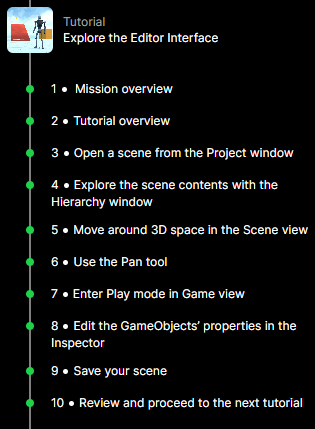 Tutorial
Explore the Editor Interface
1 • Mission overview
2 • Tutorial overview
3 • Open a scene from the Project window
4 • Explore the scene contents with the
Hierarchy window
5 • Move around 3D space in the Scene view
6 • Use the Pan tool
7 • Enter Play mode in Game view
8 • Edit the GameObjects’ properties in the
Inspector
9 • Save your scene
10 • Review and proceed to the next tutorial